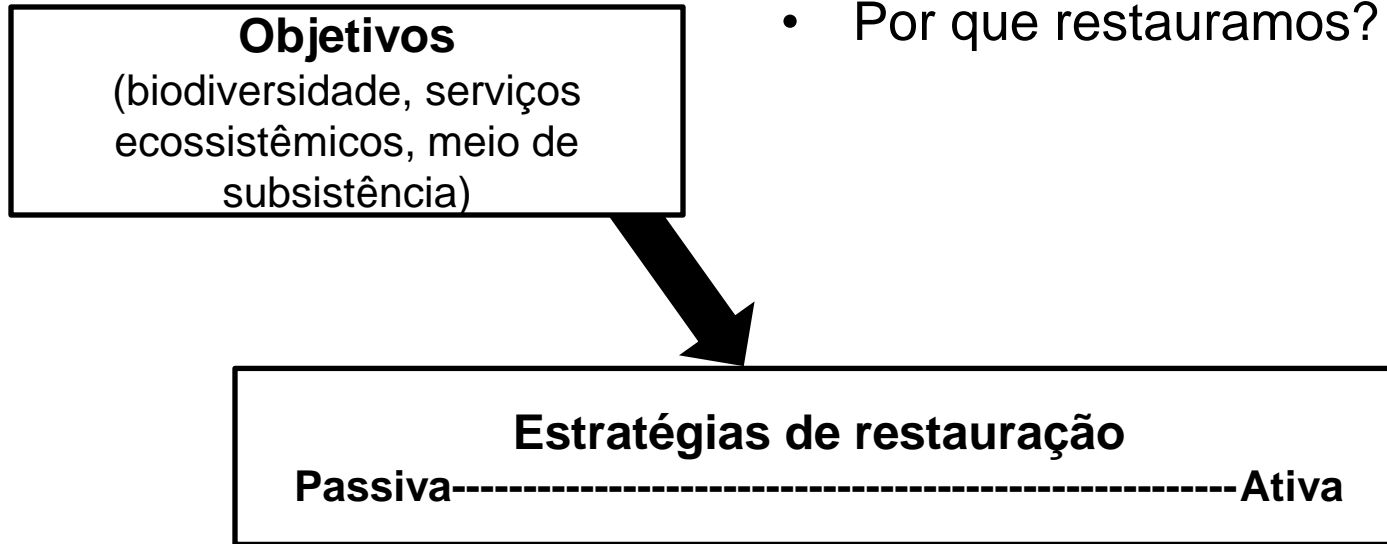 Objetivos
(biodiversidade, serviços
ecossistêmicos, meio de
subsistência)
• Por que restauramos?
Estratégias de restauração
Passiva-------------------------------------------------------Ativa